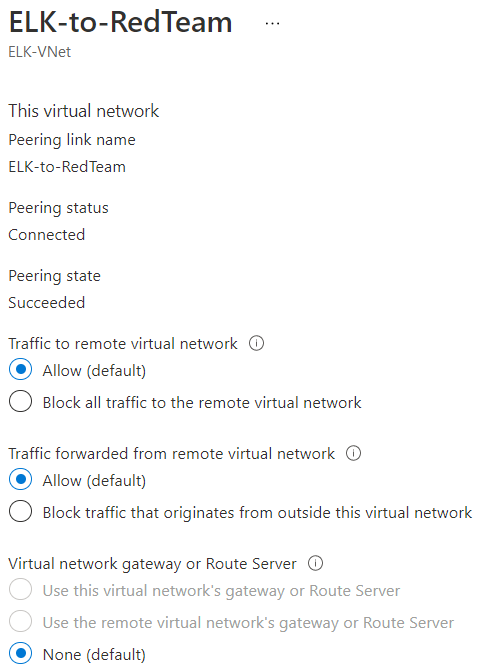 ELK-to-RedTeam ...
ELK-VNet
This virtual network
Peering link name
ELK-to-RedTeam
Peering status
Connected
Peering state
Succeeded
Traffic to remote virtual network
Allow (default)
Block all traffic to the remote virtual network
Traffic forwarded from remote virtual network
Allow (default)
Block traffic that originates from outside this virtual network
Virtual network gateway or Route Server
Use this virtual network's gateway or Route Server
Use the remote virtual network's gateway or Route Server
None (default)